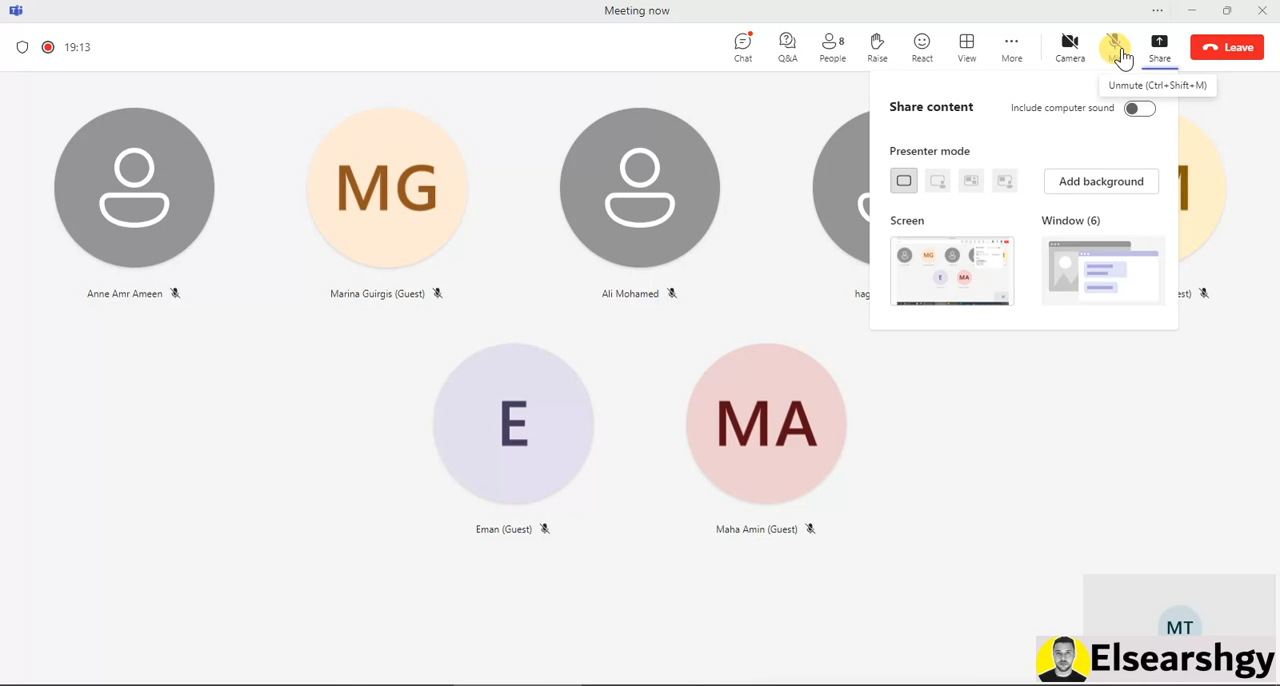 Meeting now
19:13
Chat
Q&A
People
8
Raise
React
View
More
Camera
Share
Leave
Unmute (Ctrl+Shift+M)
Share content
Include computer sound
Presenter mode
Add background
Screen
Window (6)
MG
Anne Amr Ameen
Marina Guirgis (Guest)
Ali Mohamed
E
MA
Eman (Guest)
Maha Amin (Guest)
MT
Elsearshgy